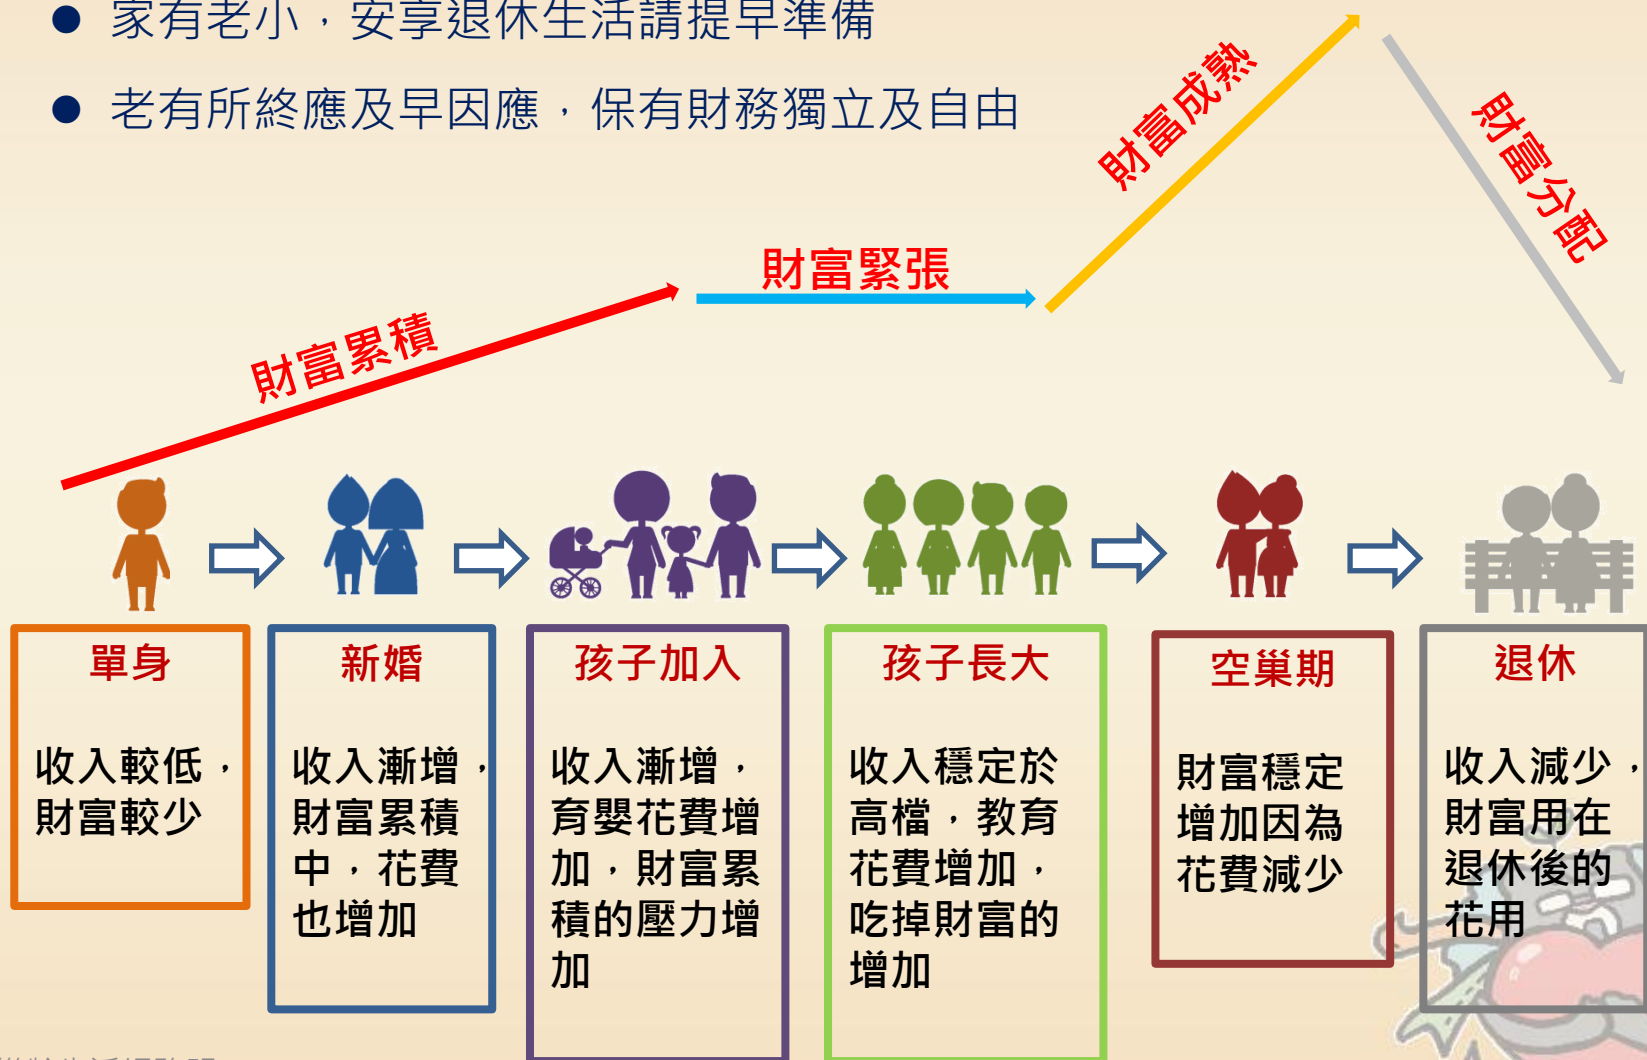 ● 家有老小，安享退休生活請提早準備
● 老有所終應及早因應，保有財務獨立及自由
財富累積
財富緊張
財富成熟
財富分配
單身
收入較低，
財富較少
新婚
收入漸增，
財富累積
中，花費
也增加
孩子加入
收入漸增，
育嬰花費增
加，財富累
積的壓力增
加
孩子長大
收入穩定於
高檔，教育
花費增加，
吃掉財富的
增加
空巢期
財富穩定
增加因為
花費減少
退休
收入減少，
財富用在
退休後的
花用